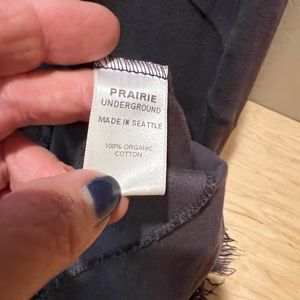 PRAIRIE
UNDERGROUND
MADE IN SEATTLE
100% ORGANIC
COTTON